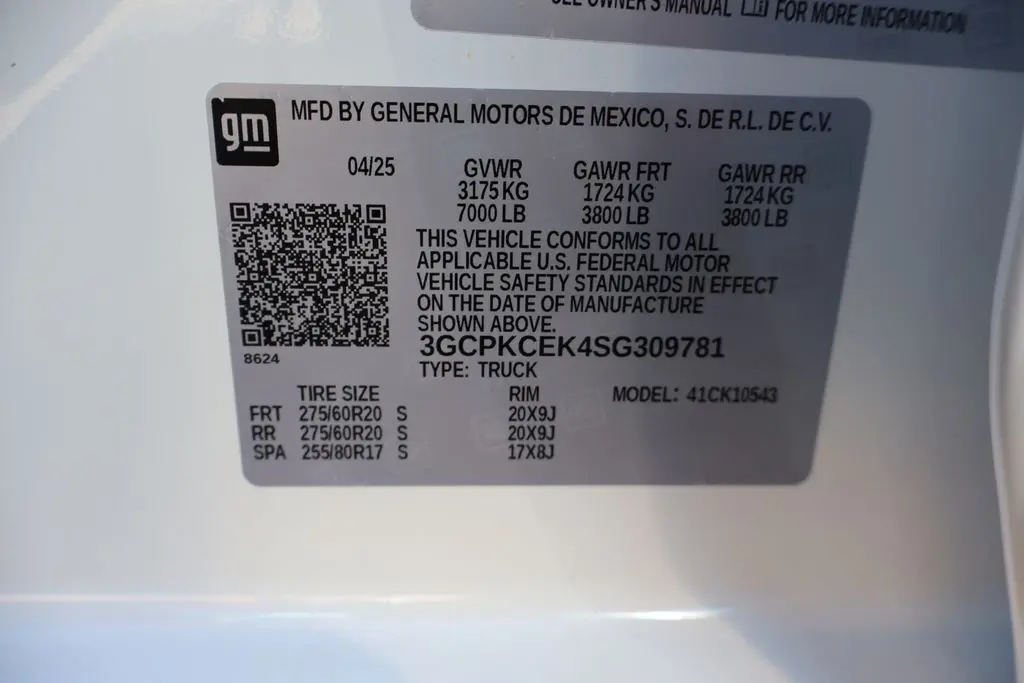 SEE OWNER'S MANUAL FOR MORE INFORMATION
gm
MFD BY GENERAL MOTORS DE MEXICO, S. DE R.L. DE C.V.
04/25 GVWR GAWR FRT GAWR RR
3175 KG 1724 KG 1724 KG
7000 LB 3800 LB 3800 LB
THIS VEHICLE CONFORMS TO ALL
APPLICABLE U.S. FEDERAL MOTOR
VEHICLE SAFETY STANDARDS IN EFFECT
ON THE DATE OF MANUFACTURE
SHOWN ABOVE.
3GCPKCEK4SG309781
8624
TYPE: TRUCK
TIRE SIZE RIM MODEL: 41CK10543
FRT 275/60R20 S 20X9J
RR 275/60R20 S 20X9J
SPA 255/80R17 S 17X8J